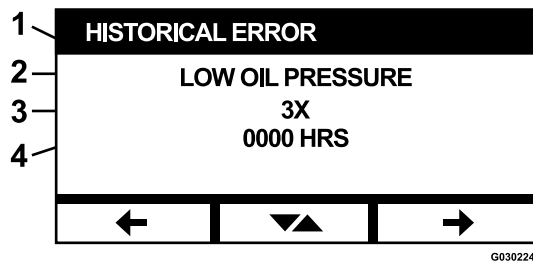 1
HISTORICAL ERROR
2
LOW OIL PRESSURE
3
3X
4
0000 HRS
G030224